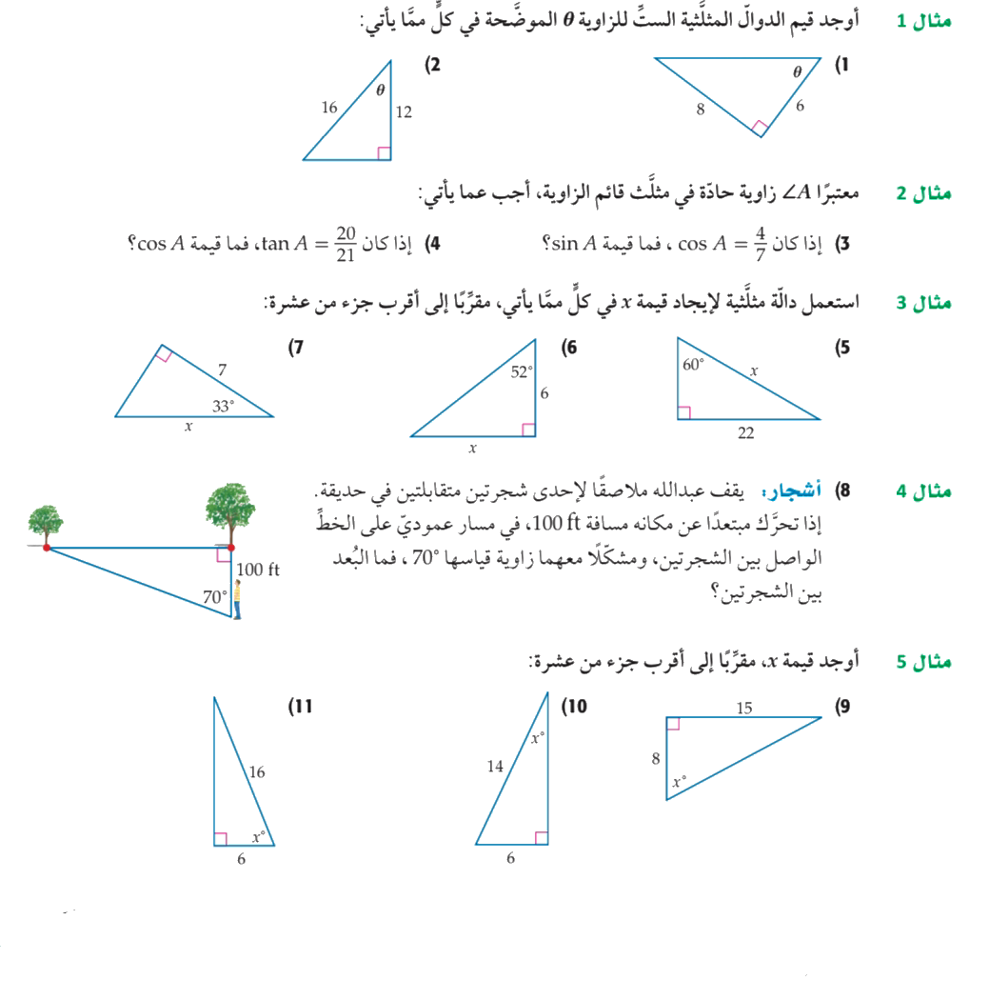 مثال 1 أوجد قيم الدوالّ المثلَّثية الستِّ للزاوية θ الموضَّحة في كلٍّ ممَّا يأتي:
(1
θ
8
6
(2
θ
16
12
مثال 2 معتبرًا ∠A زاوية حادّة في مثلَّث قائم الزاوية، أجب عما يأتي:
(3 إذا كان cos A = 4/7 ، فما قيمة sin A؟
(4 إذا كان tan A = 20/21، فما قيمة cos A؟
مثال 3 استعمل دالّة مثلَّثية لإيجاد قيمة x في كلٍّ ممَّا يأتي، مقرِّبًا إلى أقرب جزء من عشرة:
(5
60°
x
22
(6
52°
6
x
(7
7
33°
x
مثال 4 (8 أشجار: يقف عبدالله ملاصقًا لإحدى شجرتين متقابلتين في حديقة.
إذا تحرَّك مبتعدًا عن مكانه مسافة 100 ft، في مسار عموديّ على الخطِّ
الواصل بين الشجرتين، ومشكّلًا معهما زاوية قياسها 70° ، فما البُعد
بين الشجرتين؟
100 ft
70°
مثال 5 أوجد قيمة x، مقرِّبًا إلى أقرب جزء من عشرة:
(9
15
8
x°
(10
x°
14
6
(11
16
x°
6